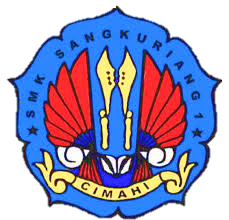 ★ SMK SANGKURIANG 1 ★
CIMAHI